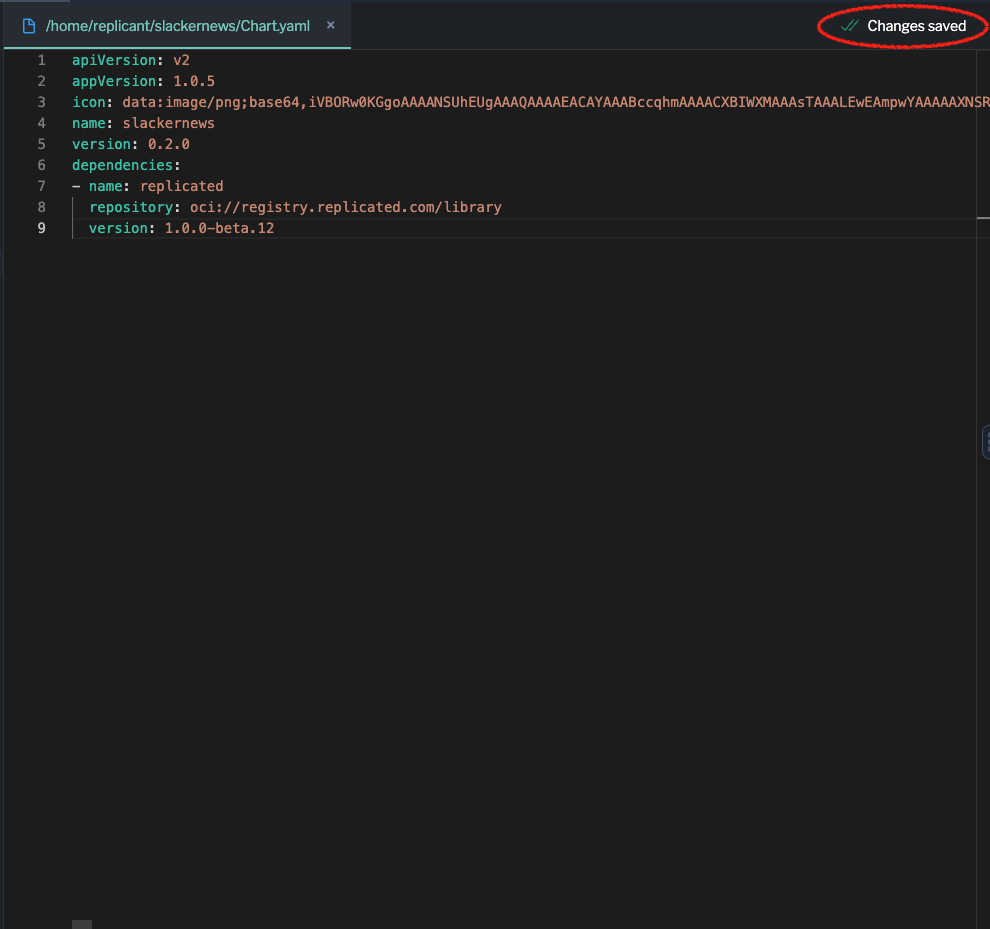 /home/replicant/slackernews/Chart.yaml ×
Changes saved
1 apiVersion: v2
2 appVersion: 1.0.5
3 icon: data:image/png;base64,iVBORw0KGgoAAAANSUhEUgAAAQAAAAEACAYAAABccqhmAAAACXBIWXMAAAsTAAALEwEAmpwYAAAAAXNSR
4 name: slackernews
5 version: 0.2.0
6 dependencies:
7 - name: replicated
8 repository: oci://registry.replicated.com/library
9 version: 1.0.0-beta.12